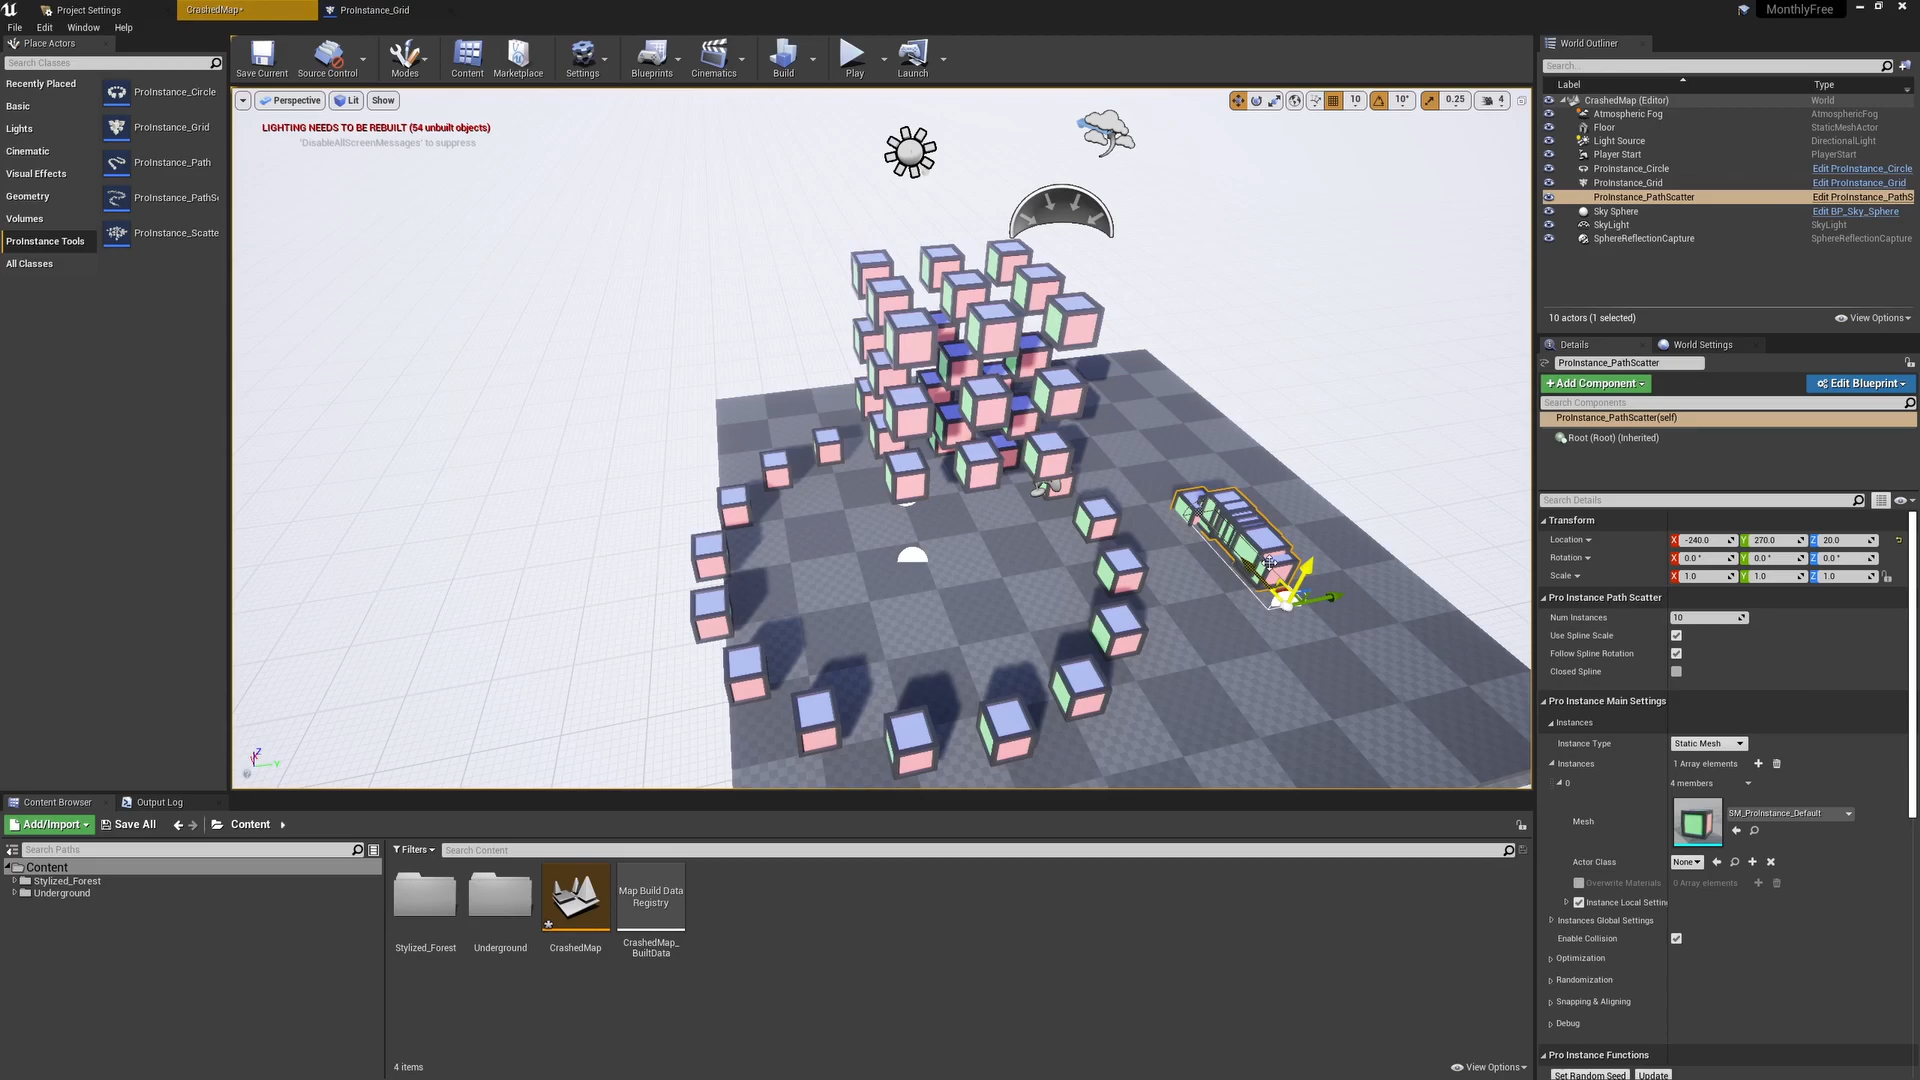 Project Settings
CrashedMap*
ProInstance_Grid
MonthlyFree
File
Edit
Window
Help
Place Actors
Search Classes
Recently Placed
Basic
Lights
Cinematic
Visual Effects
Geometry
Volumes
ProInstance Tools
All Classes
ProInstance_Circle
ProInstance_Grid
ProInstance_Path
ProInstance_PathSc
ProInstance_Scatte
Save Current
Source Control
Modes
Content
Marketplace
Settings
Blueprints
Cinematics
Build
Play
Launch
Perspective
Lit
Show
10
10°
0.25
4
LIGHTING NEEDS TO BE REBUILT (54 unbuilt objects)
'DisableAllScreenMessages' to suppress
Z
Y
World Outliner
Search...
Label
Type
CrashedMap (Editor) World
Atmospheric Fog AtmosphericFog
Floor StaticMeshActor
Light Source DirectionalLight
Player Start PlayerStart
ProInstance_Circle Edit ProInstance_Circle
ProInstance_Grid Edit ProInstance_Grid
ProInstance_PathScatter Edit ProInstance_PathS
Sky Sphere Edit BP_Sky_Sphere
SkyLight SkyLight
SphereReflectionCapture SphereReflectionCapture
10 actors (1 selected)
View Options
Details
World Settings
ProInstance_PathScatter
+Add Component
Edit Blueprint
Search Components
ProInstance_PathScatter(self)
Root (Root) (Inherited)
Search Details
Transform
Location X -240.0 Y 270.0 Z 20.0
Rotation X 0.0 ° Y 0.0 ° Z 0.0 °
Scale X 1.0 Y 1.0 Z 1.0
Pro Instance Path Scatter
Num Instances 10
Use Spline Scale
Follow Spline Rotation
Closed Spline
Pro Instance Main Settings
Instances
Instance Type Static Mesh
Instances 1 Array elements
0 4 members
Mesh SM_ProInstance_Default
Actor Class None
Overwrite Materials 0 Array elements
Instance Local Settin
Instances Global Settings
Enable Collision
Optimization
Randomization
Snapping & Aligning
Debug
Pro Instance Functions
Set Random Seed
Update
Content Browser
Output Log
Add/Import
Save All
Content
Search Paths
Content
Stylized_Forest
Underground
Filters
Search Content
Map Build Data
Registry
Stylized_Forest
Underground
CrashedMap
CrashedMap_
BuiltData
4 items
View Options